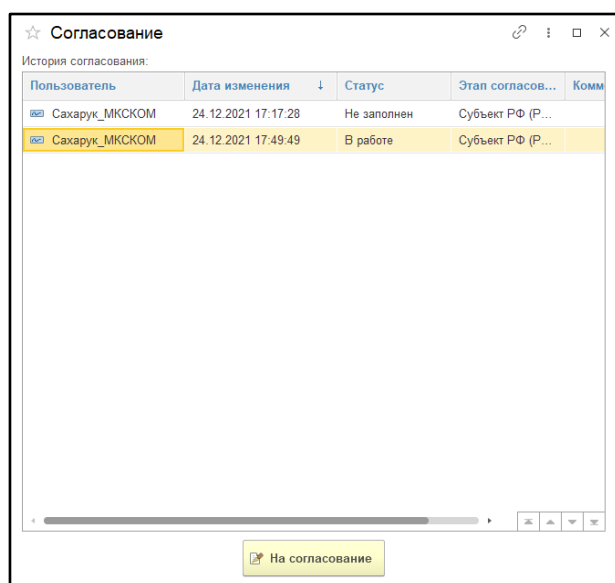 Согласование
История согласования:
Пользователь Дата изменения ↓ Статус Этап согласов... Комм
Сахарук_МКСКОМ 24.12.2021 17:17:28 Не заполнен Субъект РФ (Р...
Сахарук_МКСКОМ 24.12.2021 17:49:49 В работе Субъект РФ (Р...
На согласование